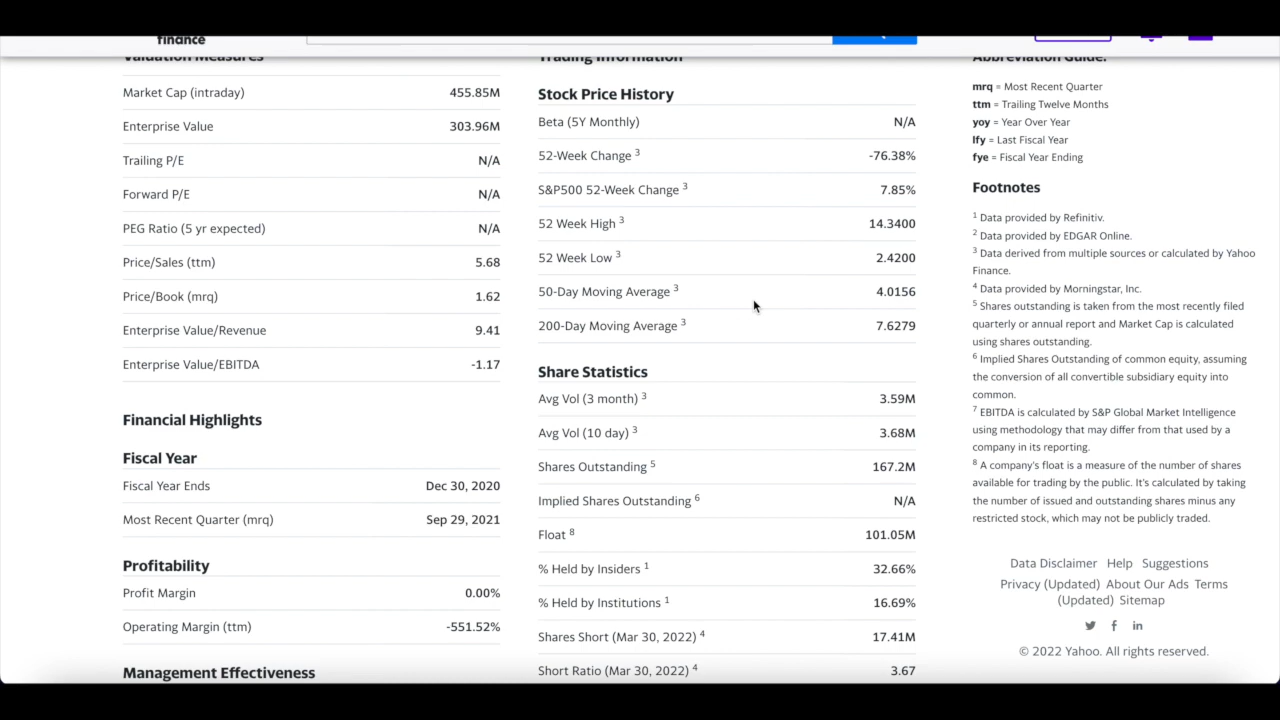 finance
Valuation Measures
Market Cap (intraday) 455.85M
Enterprise Value 303.96M
Trailing P/E N/A
Forward P/E N/A
PEG Ratio (5 yr expected) N/A
Price/Sales (ttm) 5.68
Price/Book (mrq) 1.62
Enterprise Value/Revenue 9.41
Enterprise Value/EBITDA -1.17
Financial Highlights
Fiscal Year
Fiscal Year Ends Dec 30, 2020
Most Recent Quarter (mrq) Sep 29, 2021
Profitability
Profit Margin 0.00%
Operating Margin (ttm) -551.52%
Management Effectiveness
Trading Information
Stock Price History
Beta (5Y Monthly) N/A
52-Week Change 3 -76.38%
S&P500 52-Week Change 3 7.85%
52 Week High 3 14.3400
52 Week Low 3 2.4200
50-Day Moving Average 3 4.0156
200-Day Moving Average 3 7.6279
Share Statistics
Avg Vol (3 month) 3 3.59M
Avg Vol (10 day) 3 3.68M
Shares Outstanding 5 167.2M
Implied Shares Outstanding 6 N/A
Float 8 101.05M
% Held by Insiders 1 32.66%
% Held by Institutions 1 16.69%
Shares Short (Mar 30, 2022) 4 17.41M
Short Ratio (Mar 30, 2022) 4 3.67
Abbreviation Guide:
mrq = Most Recent Quarter
ttm = Trailing Twelve Months
yoy = Year Over Year
lfy = Last Fiscal Year
fye = Fiscal Year Ending
Footnotes
1 Data provided by Refinitiv.
2 Data provided by EDGAR Online.
3 Data derived from multiple sources or calculated by Yahoo
Finance.
4 Data provided by Morningstar, Inc.
5 Shares outstanding is taken from the most recently filed
quarterly or annual report and Market Cap is calculated
using shares outstanding.
6 Implied Shares Outstanding of common equity, assuming
the conversion of all convertible subsidiary equity into
common.
7 EBITDA is calculated by S&P Global Market Intelligence
using methodology that may differ from that used by a
company in its reporting.
8 A company's float is a measure of the number of shares
available for trading by the public. It's calculated by taking
the number of issued and outstanding shares minus any
restricted stock, which may not be publicly traded.
Data Disclaimer Help Suggestions
Privacy (Updated) About Our Ads Terms
(Updated) Sitemap
© 2022 Yahoo. All rights reserved.